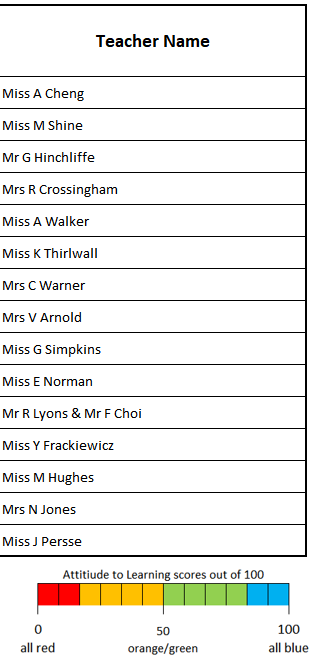 Teacher Name
Miss A Cheng
Miss M Shine
Mr G Hinchliffe
Mrs R Crossingham
Miss A Walker
Miss K Thirlwall
Mrs C Warner
Mrs V Arnold
Miss G Simpkins
Miss E Norman
Mr R Lyons & Mr F Choi
Miss Y Frackiewicz
Miss M Hughes
Mrs N Jones
Miss J Persse
Attitiude to Learning scores out of 100
0 50 100
all red orange/green all blue